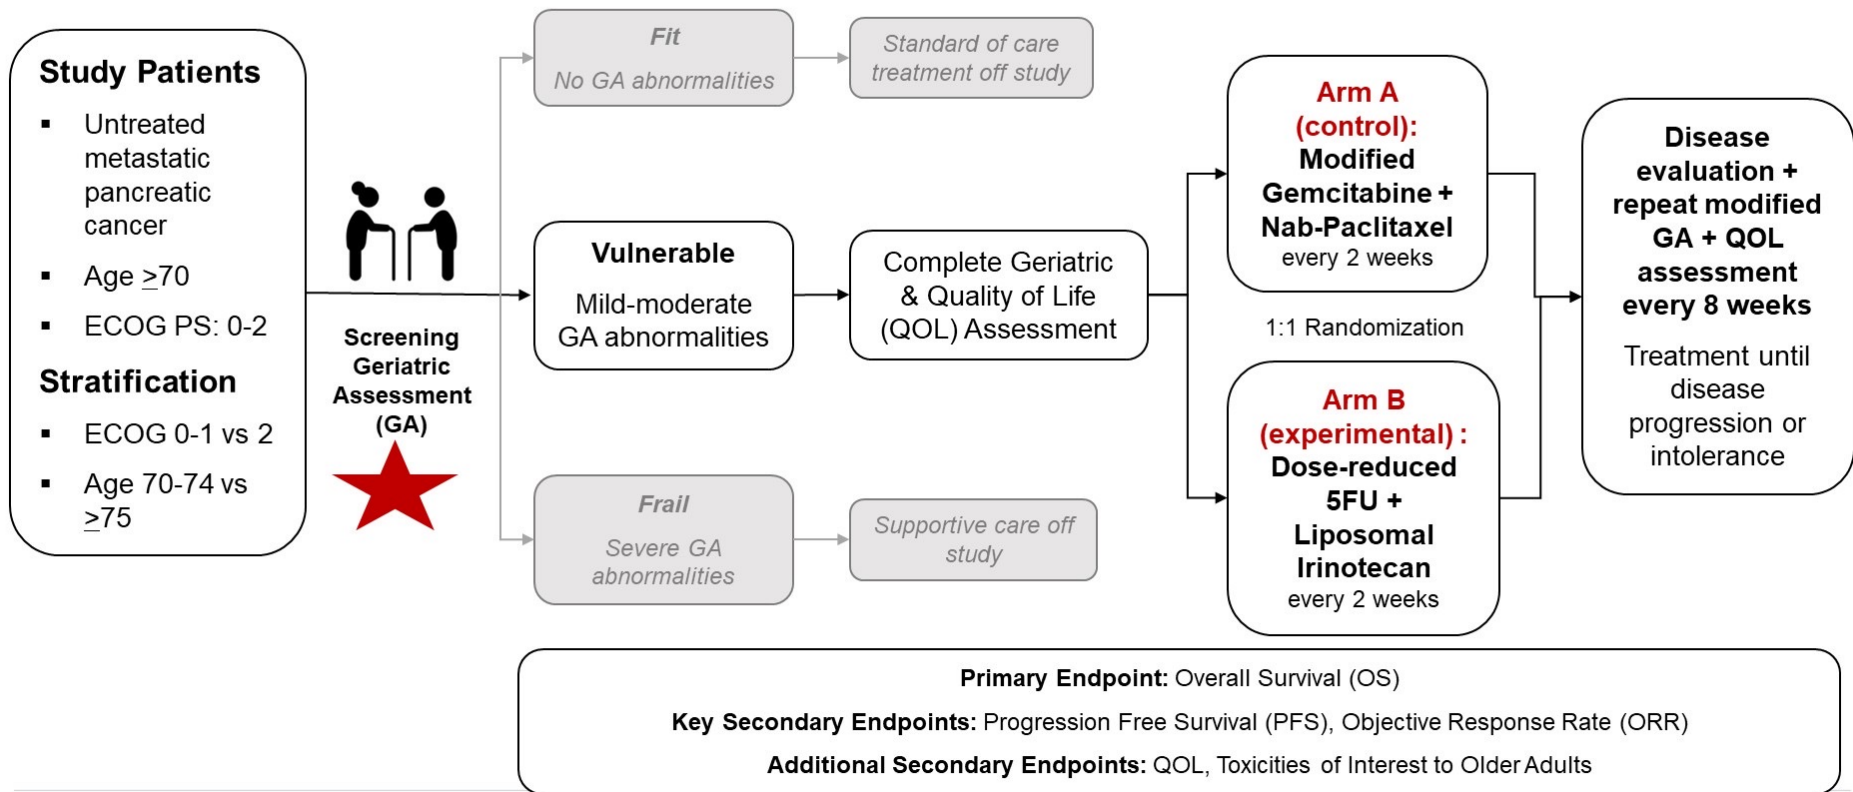 Study Patients
▪ Untreated
metastatic
pancreatic
cancer
▪ Age ≥70
▪ ECOG PS: 0-2
Stratification
▪ ECOG 0-1 vs 2
▪ Age 70-74 vs
≥75
Screening
Geriatric
Assessment
(GA)
Fit
No GA abnormalities
Standard of care
treatment off study
Vulnerable
Mild-moderate
GA abnormalities
Complete Geriatric
& Quality of Life
(QOL) Assessment
Frail
Severe GA
abnormalities
Supportive care off
study
Arm A
(control):
Modified
Gemcitabine +
Nab-Paclitaxel
every 2 weeks
1:1 Randomization
Arm B
(experimental) :
Dose-reduced
5FU +
Liposomal
Irinotecan
every 2 weeks
Disease
evaluation +
repeat modified
GA + QOL
assessment
every 8 weeks
Treatment until
disease
progression or
intolerance
Primary Endpoint: Overall Survival (OS)
Key Secondary Endpoints: Progression Free Survival (PFS), Objective Response Rate (ORR)
Additional Secondary Endpoints: QOL, Toxicities of Interest to Older Adults